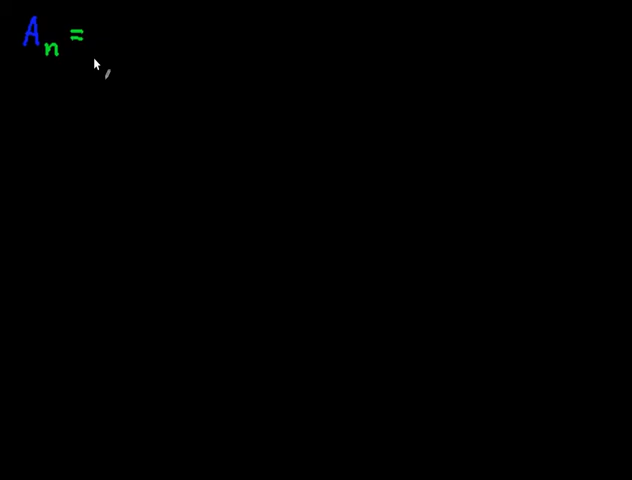 Aₙ =